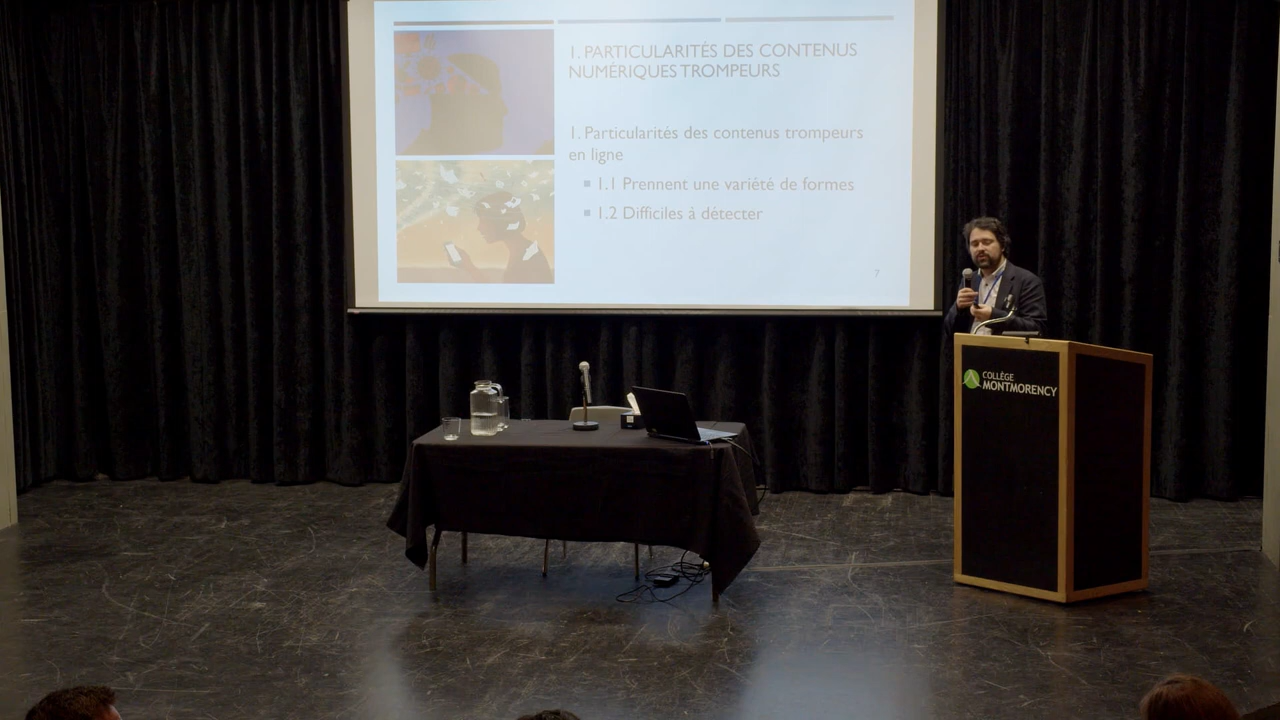 1. PARTICULARITÉS DES CONTENUS
NUMÉRIQUES TROMPEURS
1. Particularités des contenus trompeurs
en ligne
1.1 Prennent une variété de formes
1.2 Difficiles à détecter
7
COLLÈGE
MONTMORENCY